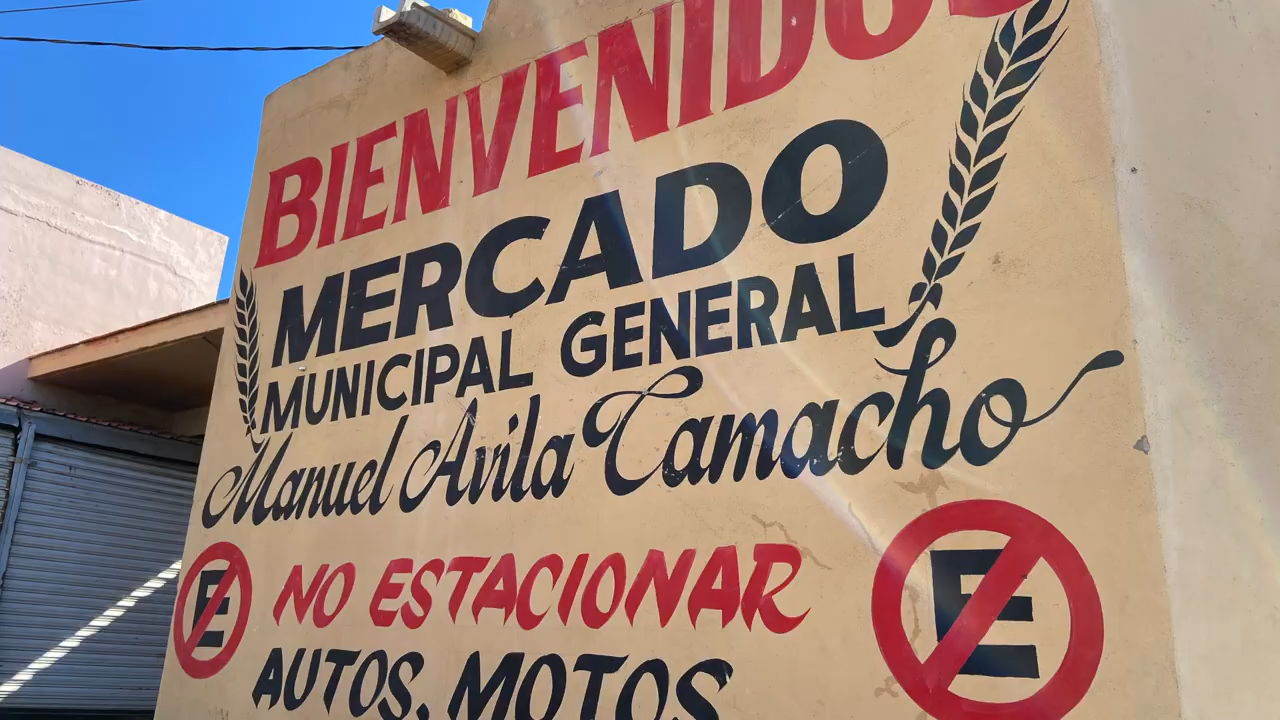 BIENVENIDOS
MERCADO
MUNICIPAL GENERAL
Manuel Avila Camacho
E NO ESTACIONAR E
AUTOS, MOTOS